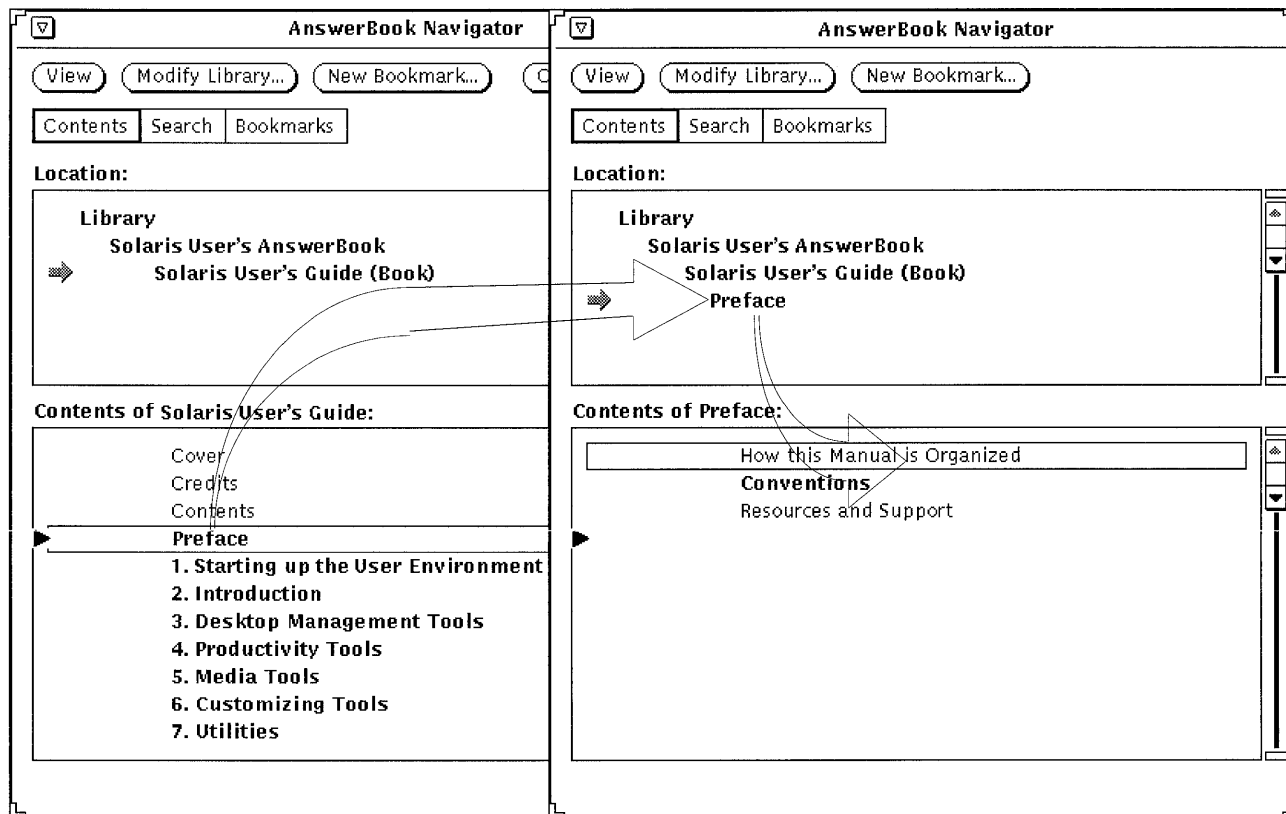 AnswerBook Navigator
View
Modify Library...
New Bookmark...
C
Contents
Search
Bookmarks
Location:
Library
Solaris User's AnswerBook
Solaris User's Guide (Book)
Contents of Solaris User's Guide:
Cover
Credits
Contents
Preface
1. Starting up the User Environment
2. Introduction
3. Desktop Management Tools
4. Productivity Tools
5. Media Tools
6. Customizing Tools
7. Utilities
AnswerBook Navigator
View
Modify Library...
New Bookmark...
Contents
Search
Bookmarks
Location:
Library
Solaris User's AnswerBook
Solaris User's Guide (Book)
Preface
Contents of Preface:
How this Manual is Organized
Conventions
Resources and Support